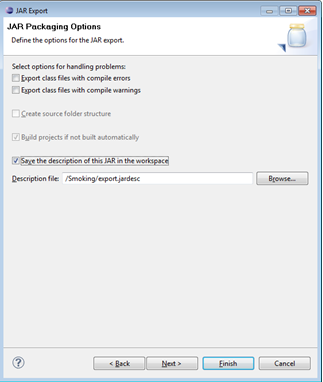 JAR Export
JAR Packaging Options
Define the options for the JAR export.
Select options for handling problems:
Export class files with compile errors
Export class files with compile warnings
Create source folder structure
Build projects if not built automatically
Save the description of this JAR in the workspace
Description file: /Smoking/export.jardesc Browse...
? < Back Next > Finish Cancel